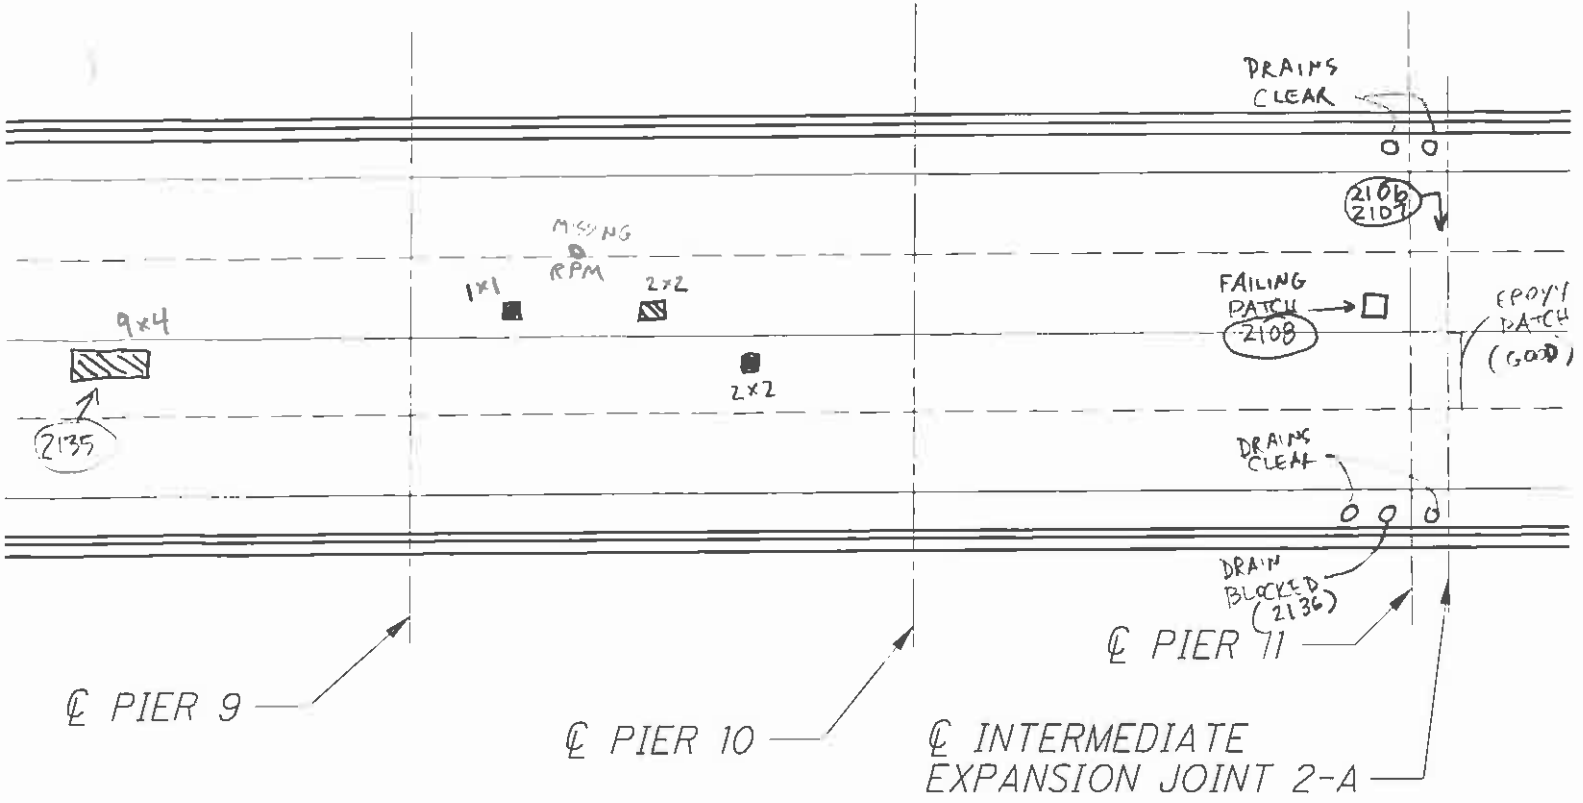 DRAINS
CLEAR
2106
2107
MISSING
RPM
1×1
2×2
9×4
FAILING
PATCH
2108
EPOXY
PATCH
(GOOD)
2×2
2135
DRAINS
CLEAR
DRAIN
BLOCKED
(2136)
℄ PIER 11
℄ PIER 9
℄ PIER 10
℄ INTERMEDIATE
EXPANSION JOINT 2-A